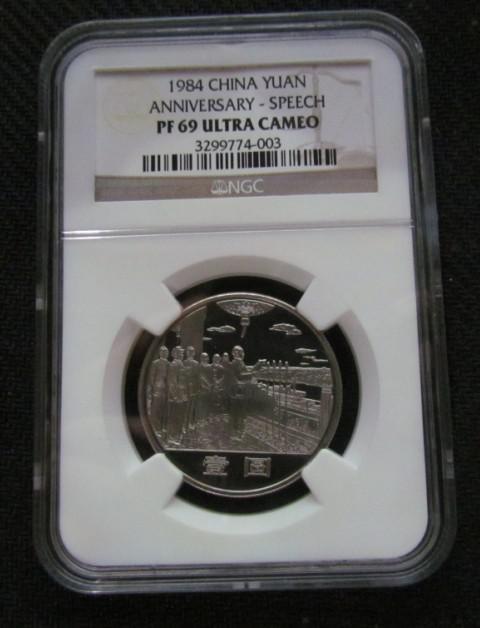 1984 CHINA YUAN
ANNIVERSARY - SPEECH
PF 69 ULTRA CAMEO
3299774-003
NGC
壹 圆